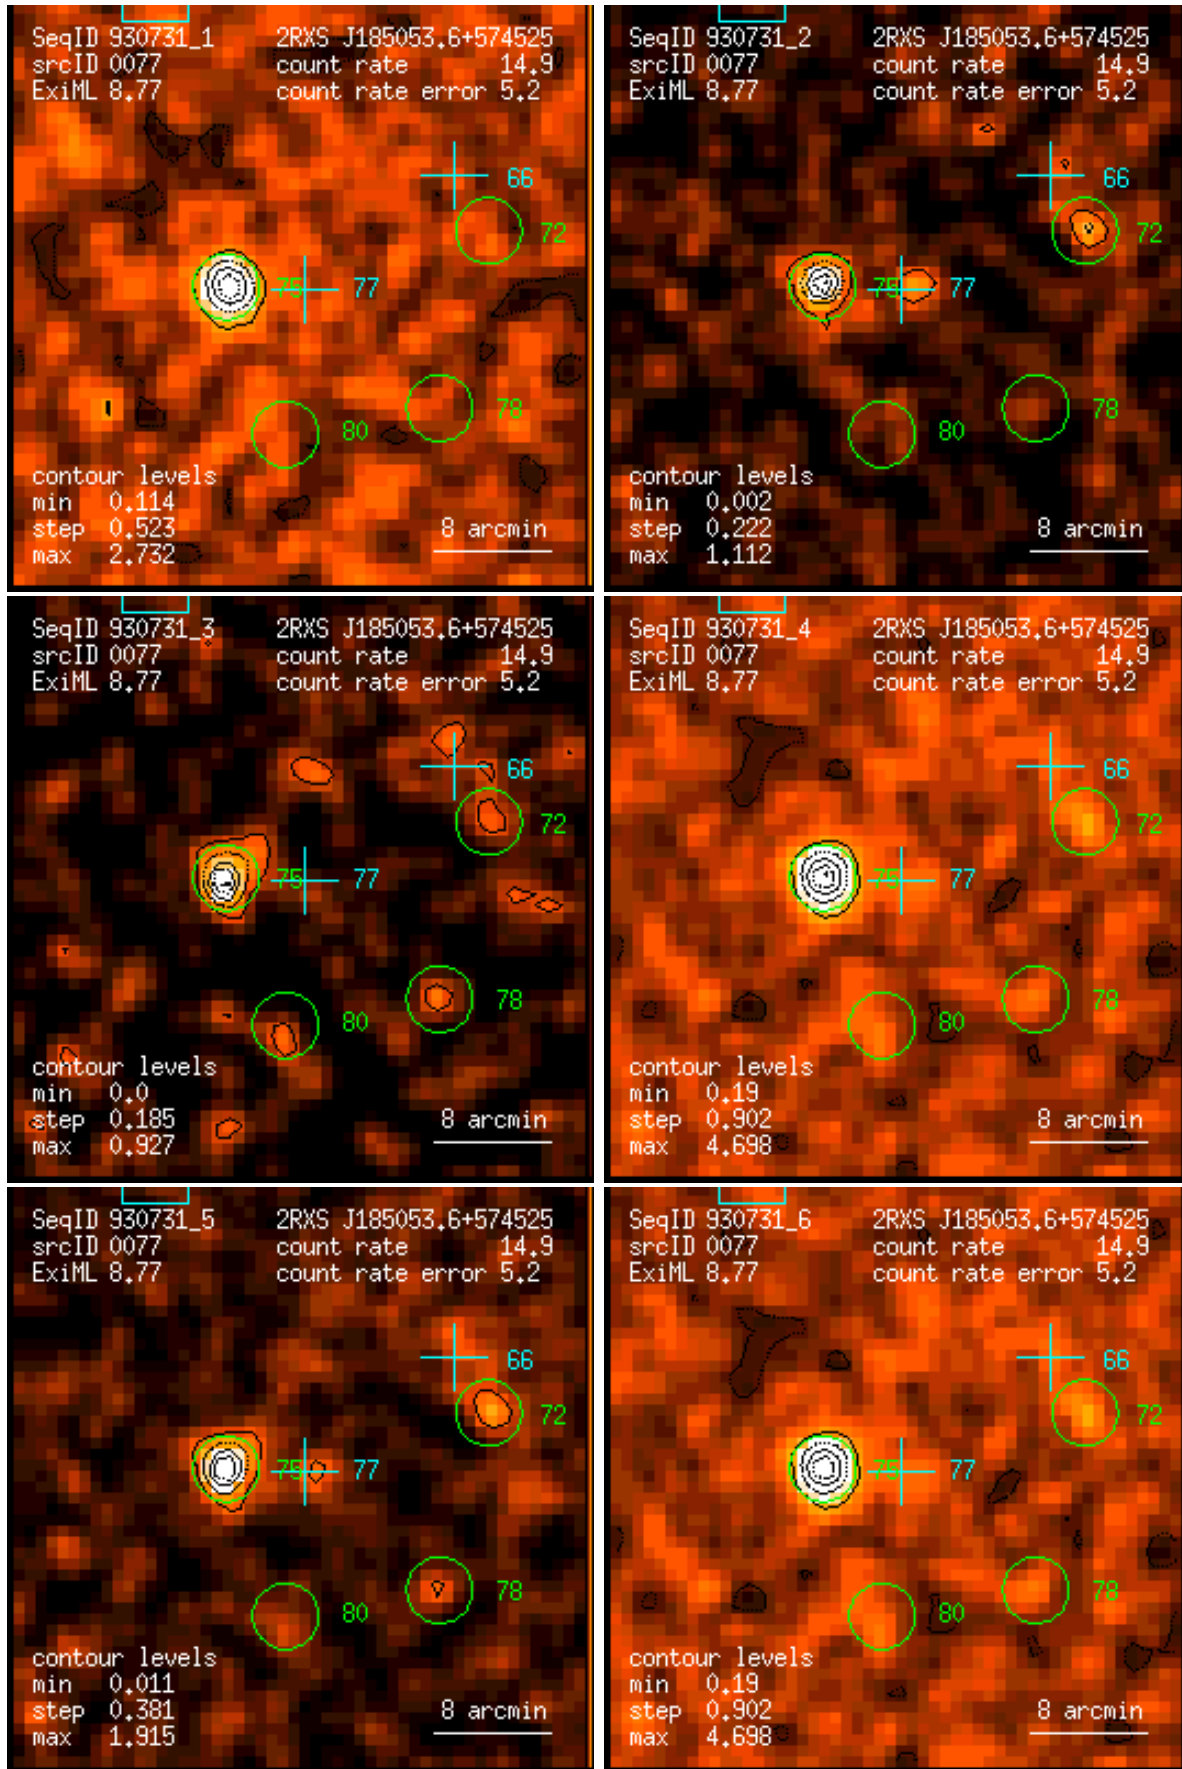 SeqID 930731_1 2RXS J185053.6+574525
srcID 0077 count rate 14.9
ExiML 8.77 count rate error 5.2
66
72
75 77
78
80
contour levels
min 0.114
step 0.523 8 arcmin
max 2.732
SeqID 930731_2 2RXS J185053.6+574525
srcID 0077 count rate 14.9
ExiML 8.77 count rate error 5.2
66
72
75 77
78
80
contour levels
min 0.002
step 0.222 8 arcmin
max 1.112
SeqID 930731_3 2RXS J185053.6+574525
srcID 0077 count rate 14.9
ExiML 8.77 count rate error 5.2
66
72
75 77
78
80
contour levels
min 0.0
step 0.185 8 arcmin
max 0.927
SeqID 930731_4 2RXS J185053.6+574525
srcID 0077 count rate 14.9
ExiML 8.77 count rate error 5.2
66
72
75 77
78
80
contour levels
min 0.19
step 0.902 8 arcmin
max 4.698
SeqID 930731_5 2RXS J185053.6+574525
srcID 0077 count rate 14.9
ExiML 8.77 count rate error 5.2
66
72
75 77
78
80
contour levels
min 0.011
step 0.381 8 arcmin
max 1.915
SeqID 930731_6 2RXS J185053.6+574525
srcID 0077 count rate 14.9
ExiML 8.77 count rate error 5.2
66
72
75 77
78
80
contour levels
min 0.19
step 0.902 8 arcmin
max 4.698